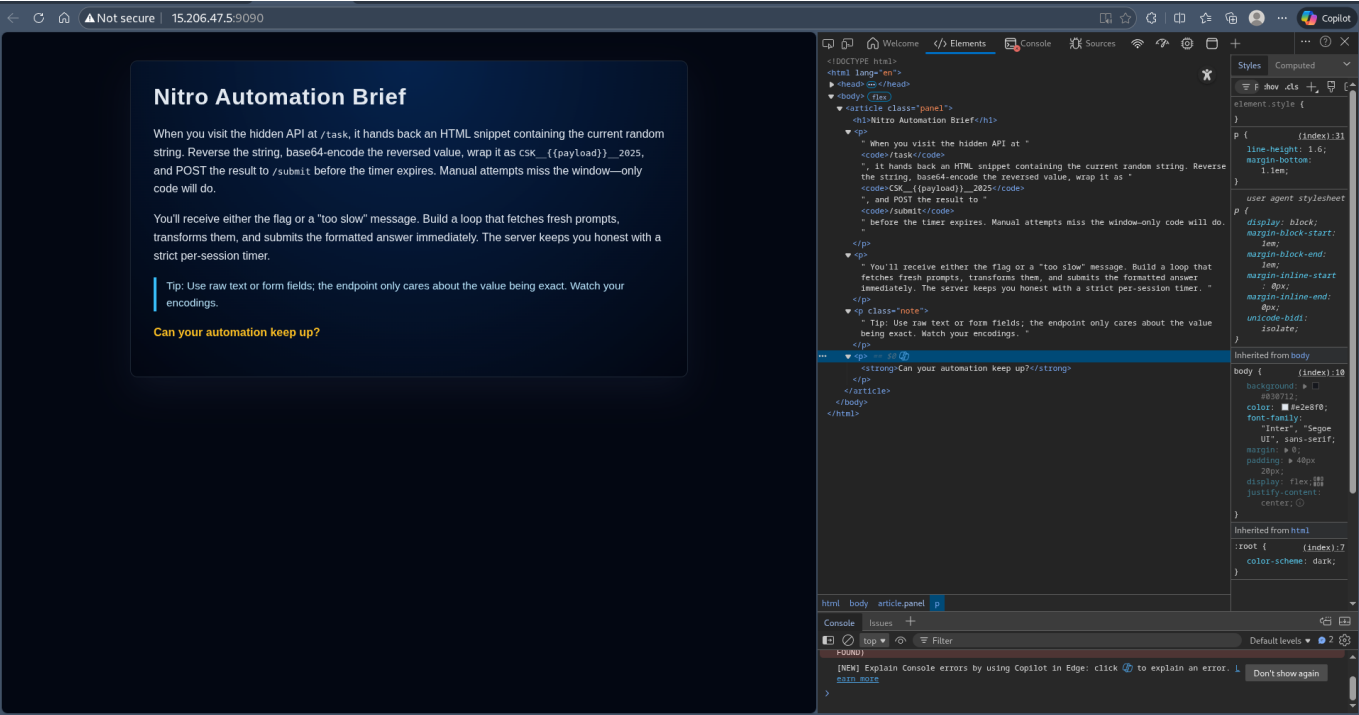 Not secure 15.206.47.5:9090
Copilot
Nitro Automation Brief
When you visit the hidden API at /task, it hands back an HTML snippet containing the current random
string. Reverse the string, base64-encode the reversed value, wrap it as CSK__{{payload}}__2025,
and POST the result to /submit before the timer expires. Manual attempts miss the window—only
code will do.
You'll receive either the flag or a "too slow" message. Build a loop that fetches fresh prompts,
transforms them, and submits the formatted answer immediately. The server keeps you honest with a
strict per-session timer.
Tip: Use raw text or form fields; the endpoint only cares about the value being exact. Watch your
encodings.
Can your automation keep up?
Welcome </> Elements Console Sources
<!DOCTYPE html>
<html lang="en">
<head> </head>
<body> flex
<article class="panel">
<h1>Nitro Automation Brief</h1>
<p>
" When you visit the hidden API at "
<code>/task</code>
", it hands back an HTML snippet containing the current random string. Reverse
the string, base64-encode the reversed value, wrap it as "
<code>CSK__{{payload}}__2025</code>
", and POST the result to "
<code>/submit</code>
" before the timer expires. Manual attempts miss the window—only code will do.
"
</p>
<p>
" You'll receive either the flag or a "too slow" message. Build a loop that
fetches fresh prompts, transforms them, and submits the formatted answer
immediately. The server keeps you honest with a strict per-session timer. "
</p>
<p class="note">
" Tip: Use raw text or form fields; the endpoint only cares about the value
being exact. Watch your encodings. "
</p>
<p> == $0
<strong>Can your automation keep up?</strong>
</p>
</article>
</body>
</html>
html body article.panel p
Styles Computed
F :hov .cls
element.style {
}
p { (index):31
line-height: 1.6;
margin-bottom:
1.1em;
}
user agent stylesheet
p {
display: block;
margin-block-start:
1em;
margin-block-end:
1em;
margin-inline-start
: 0px;
margin-inline-end:
0px;
unicode-bidi:
isolate;
}
Inherited from body
body { (index):10
background:
#030712;
color: #e2e8f0;
font-family:
"Inter", "Segoe
UI", sans-serif;
margin: 0;
padding: 40px
20px;
display: flex;
justify-content:
center;
}
Inherited from html
:root { (index):7
color-scheme: dark;
}
Console Issues
top Filter Default levels 2
FOUND)
[NEW] Explain Console errors by using Copilot in Edge: click to explain an error. L
earn more
Don't show again